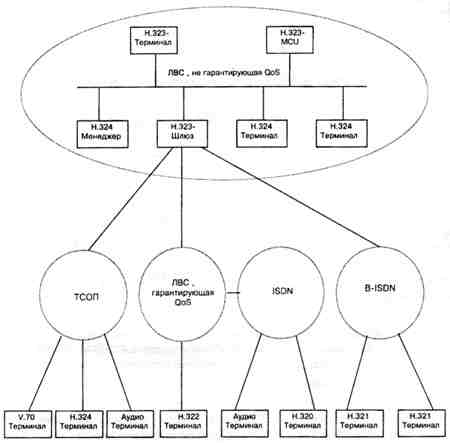 Н.323-
Терминал
Н.323-
MCU
ЛВС , не гарантирующая QoS
Н.324
Менеджер
Н.323-
Шлюз
Н.324
Терминал
Н.324
Терминал
ТСОП
ЛВС ,
гарантирующая
QoS
ISDN
B-ISDN
V.70
Терминал
Н.324
Терминал
Аудио
Терминал
Н.322
Терминал
Аудио
Терминал
Н.320
Терминал
Н.321
Терминал
Н.321
Терминал